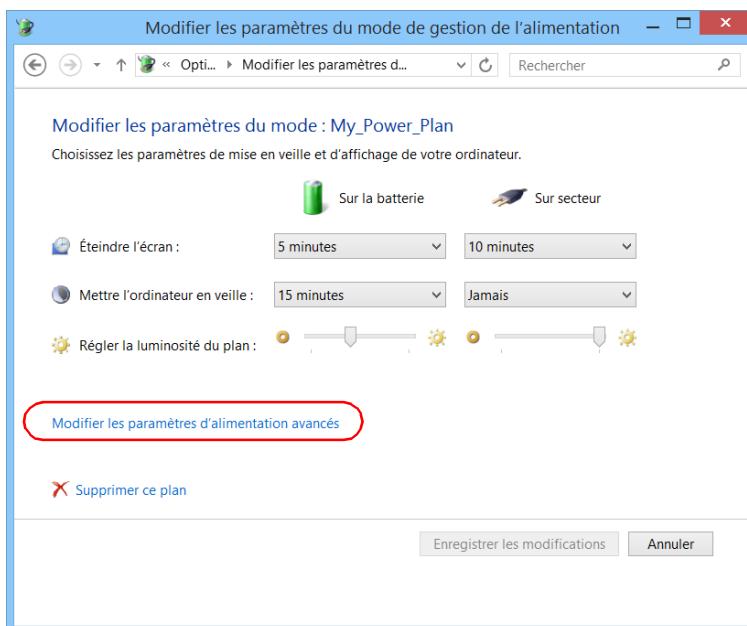 Modifier les paramètres du mode de gestion de l'alimentation
« Opti... Modifier les paramètres d... Rechercher
Modifier les paramètres du mode : My_Power_Plan
Choisissez les paramètres de mise en veille et d'affichage de votre ordinateur.
Sur la batterie Sur secteur
Éteindre l'écran : 5 minutes 10 minutes
Mettre l'ordinateur en veille : 15 minutes Jamais
Régler la luminosité du plan :
Modifier les paramètres d'alimentation avancés
Supprimer ce plan
Enregistrer les modifications Annuler